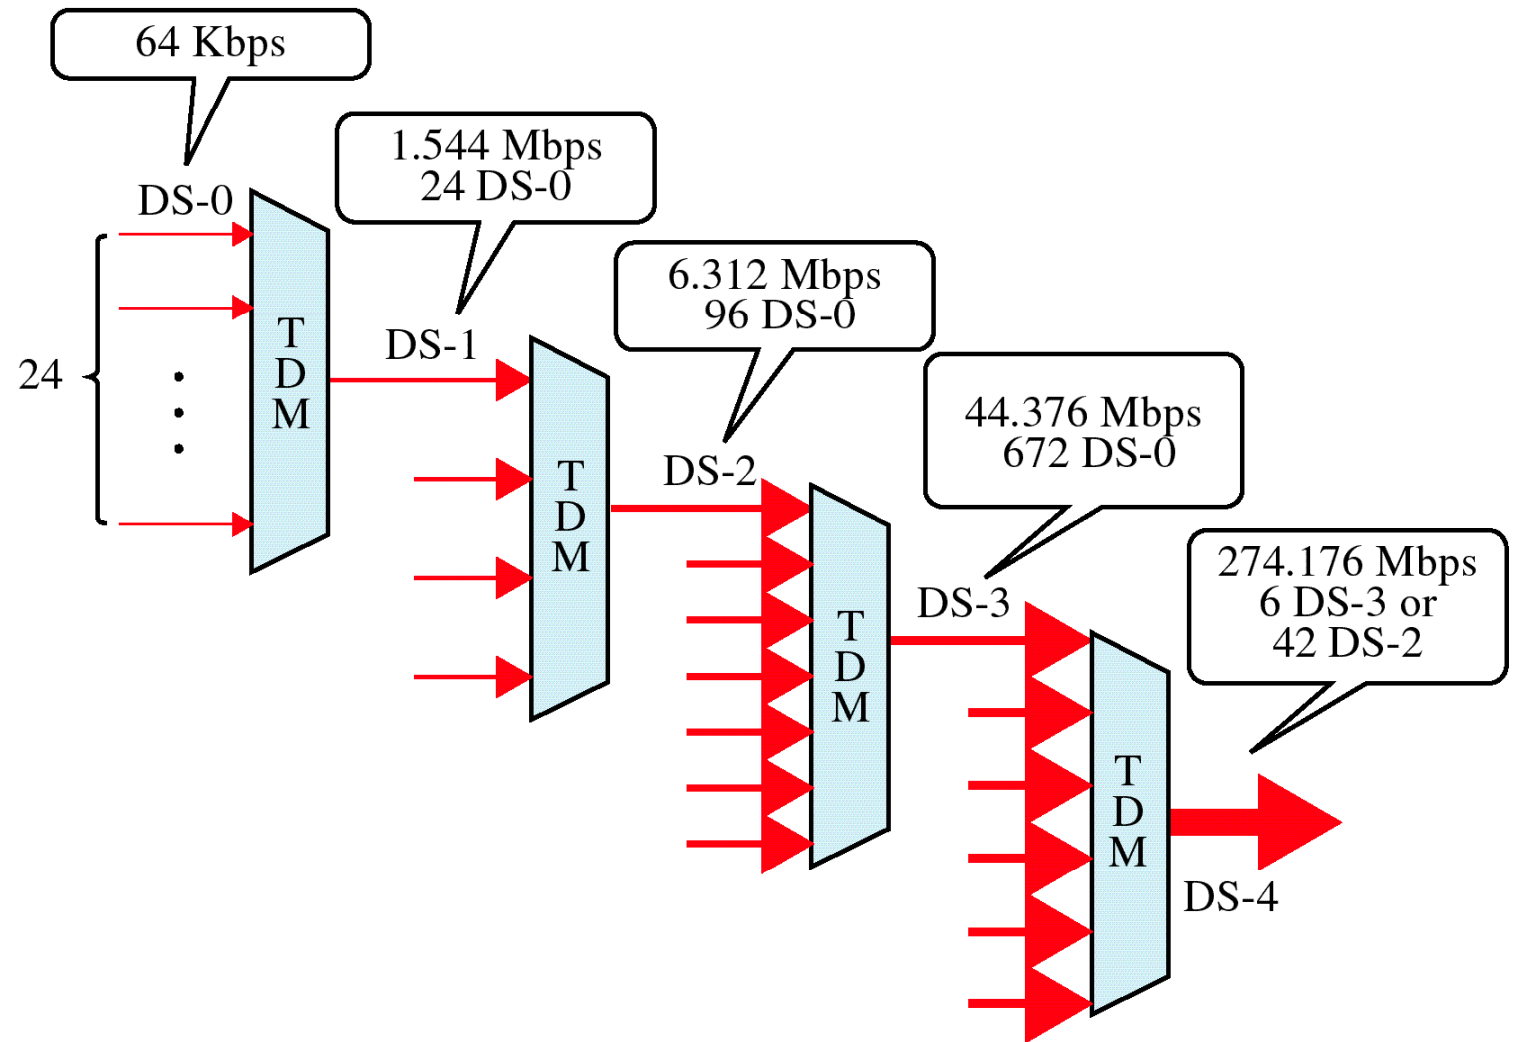 64 Kbps
1.544 Mbps
24 DS-0
DS-0
6.312 Mbps
96 DS-0
24
T
D
M
DS-1
44.376 Mbps
672 DS-0
T
D
M
DS-2
274.176 Mbps
6 DS-3 or
42 DS-2
T
D
M
DS-3
T
D
M
DS-4